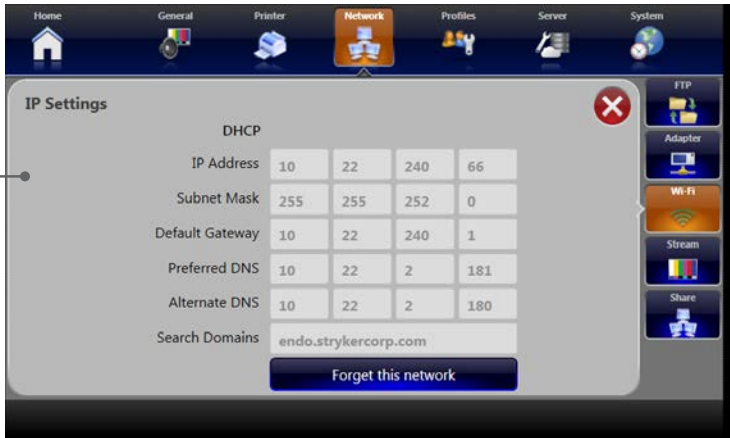 Home General Printer Network Profiles Server System
IP Settings
FTP
DHCP
Adapter
IP Address 10 22 240 66
Subnet Mask 255 255 252 0
Wi-Fi
Default Gateway 10 22 240 1
Stream
Preferred DNS 10 22 2 181
Alternate DNS 10 22 2 180
Share
Search Domains endo.strykercorp.com
Forget this network